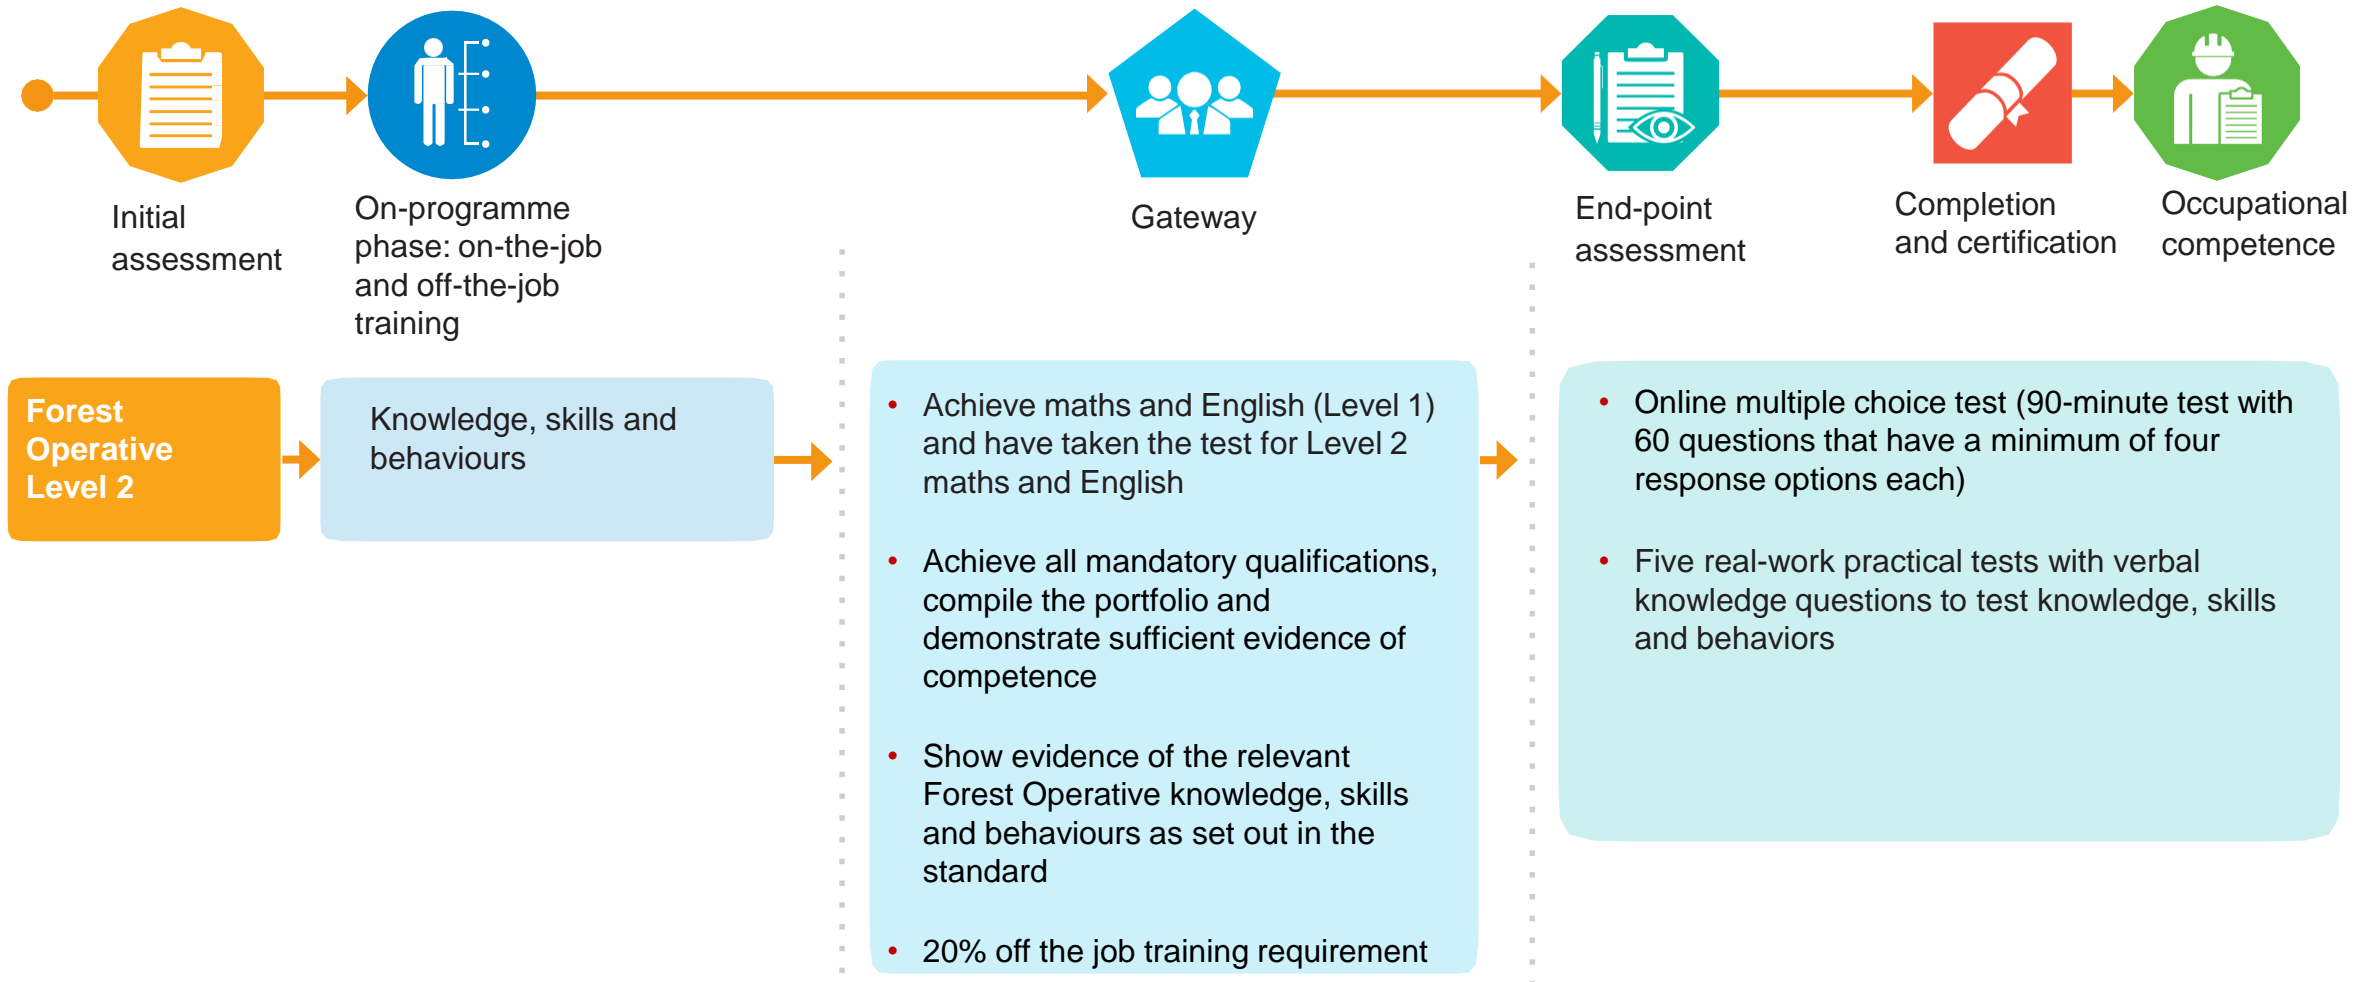 Initial
assessment
On-programme
phase: on-the-job
and off-the-job
training
Gateway
End-point
assessment
Completion
and certification
Occupational
competence
Forest
Operative
Level 2
Knowledge, skills and
behaviours
• Achieve maths and English (Level 1)
and have taken the test for Level 2
maths and English
• Achieve all mandatory qualifications,
compile the portfolio and
demonstrate sufficient evidence of
competence
• Show evidence of the relevant
Forest Operative knowledge, skills
and behaviours as set out in the
standard
• 20% off the job training requirement
• Online multiple choice test (90-minute test with
60 questions that have a minimum of four
response options each)
• Five real-work practical tests with verbal
knowledge questions to test knowledge, skills
and behaviors